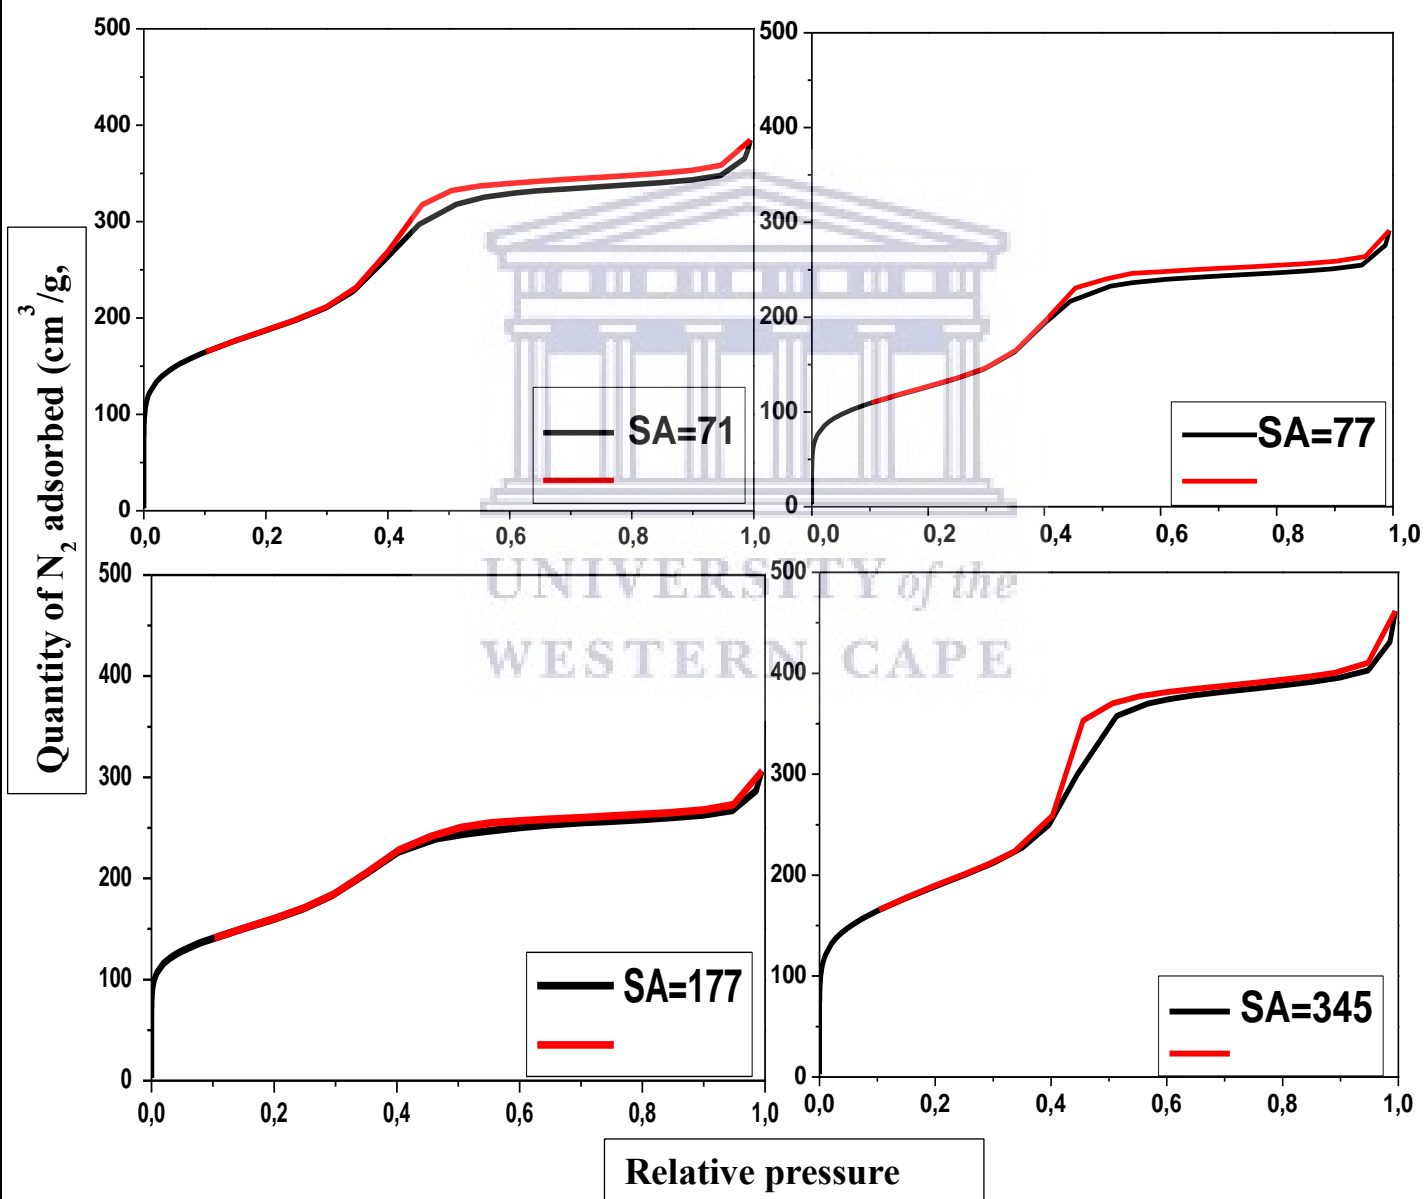 500
400
300
200
100
0
0,0 0,2 0,4 0,6 0,8 1,0
SA=71
500
400
300
200
100
0
0,0 0,2 0,4 0,6 0,8 1,0
SA=77
Quantity of N2 adsorbed (cm3/g,
UNIVERSITY of the
WESTERN CAPE
500
400
300
200
100
0
0,0 0,2 0,4 0,6 0,8 1,0
SA=177
500
400
300
200
100
0
0,0 0,2 0,4 0,6 0,8 1,0
SA=345
Relative pressure